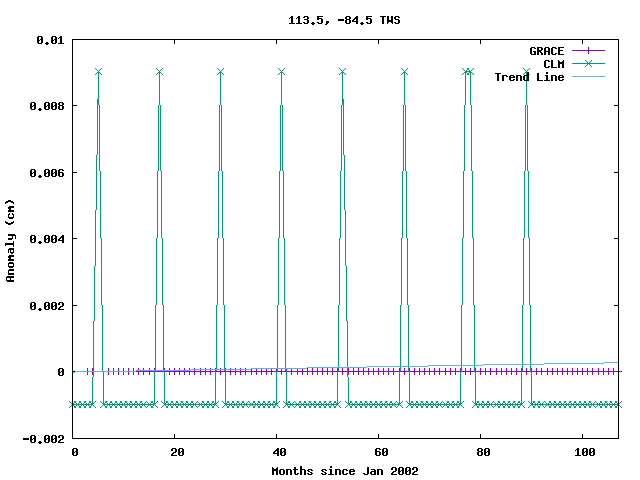 113.5, -84.5 TWS
0.01
GRACE
CLM
Trend Line
0.008
0.006
0.004
0.002
0
-0.002
Anomaly (cm)
0 20 40 60 80 100
Months since Jan 2002